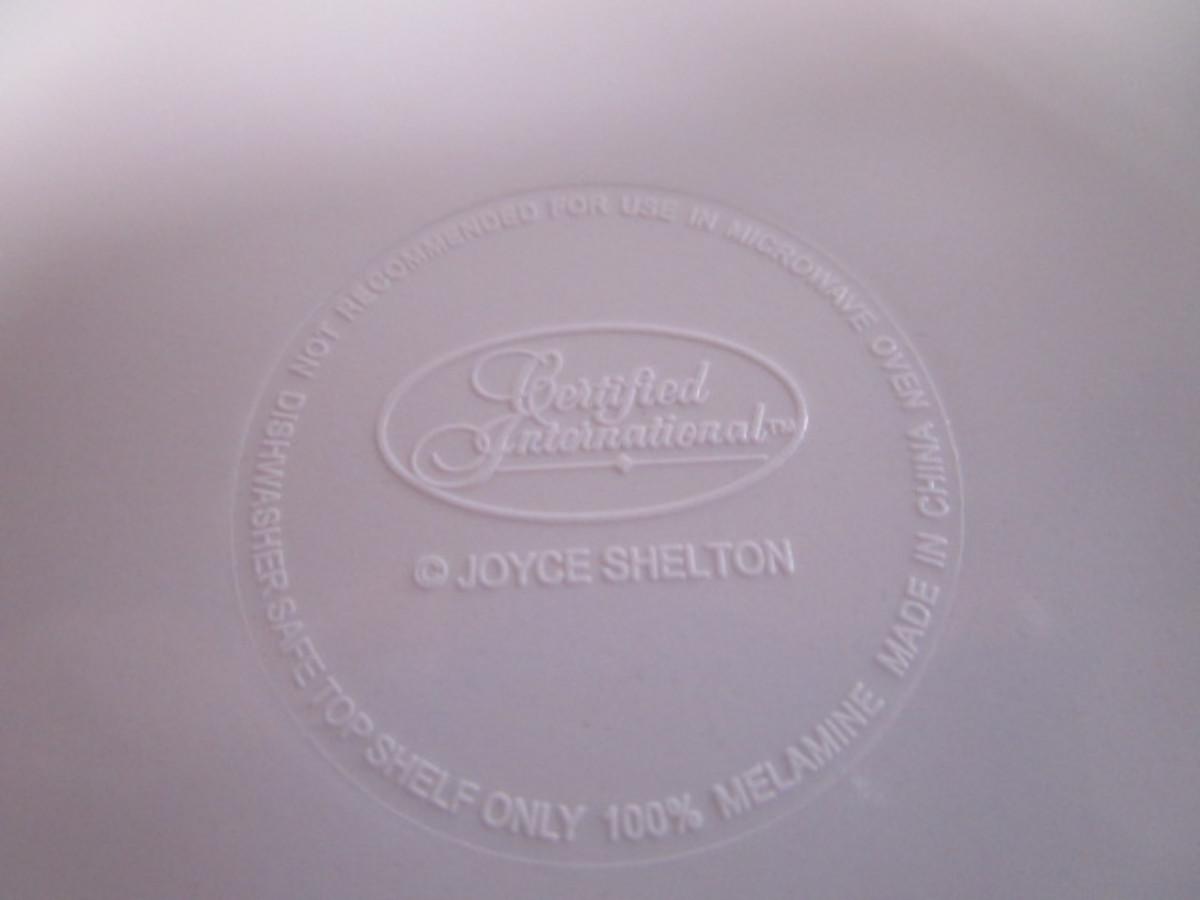 NOT RECOMMENDED FOR USE IN MICROWAVE OVEN
DISHWASHER SAFE TOP SHELF ONLY 100% MELAMINE MADE IN CHINA
Certified
International™
© JOYCE SHELTON